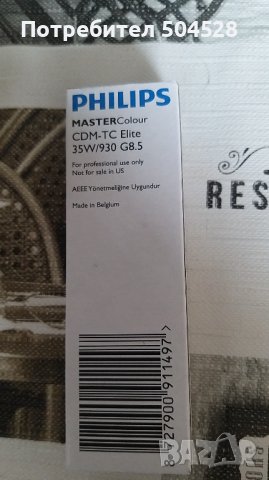 Потребител 504528
PHILIPS
MASTERColour
CDM-TC Elite
35W/930 G8.5
For professional use only
Not for sale in US
AEEE Yönetmeliğine Uygundur
Made in Belgium
8 727900 911497 >
RES
BAZAR